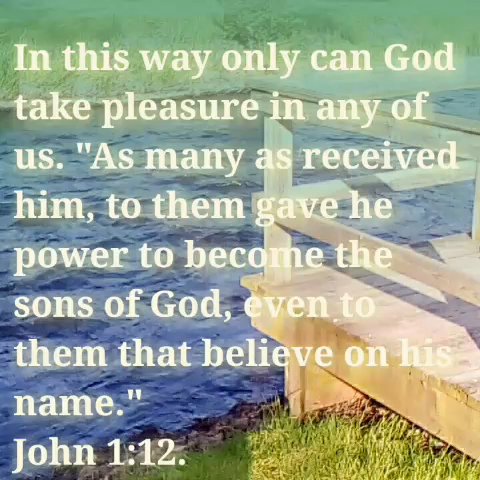 In this way only can God
take pleasure in any of
us. "As many as received
him, to them gave he
power to become the
sons of God, even to
them that believe on his
name."
John 1:12.